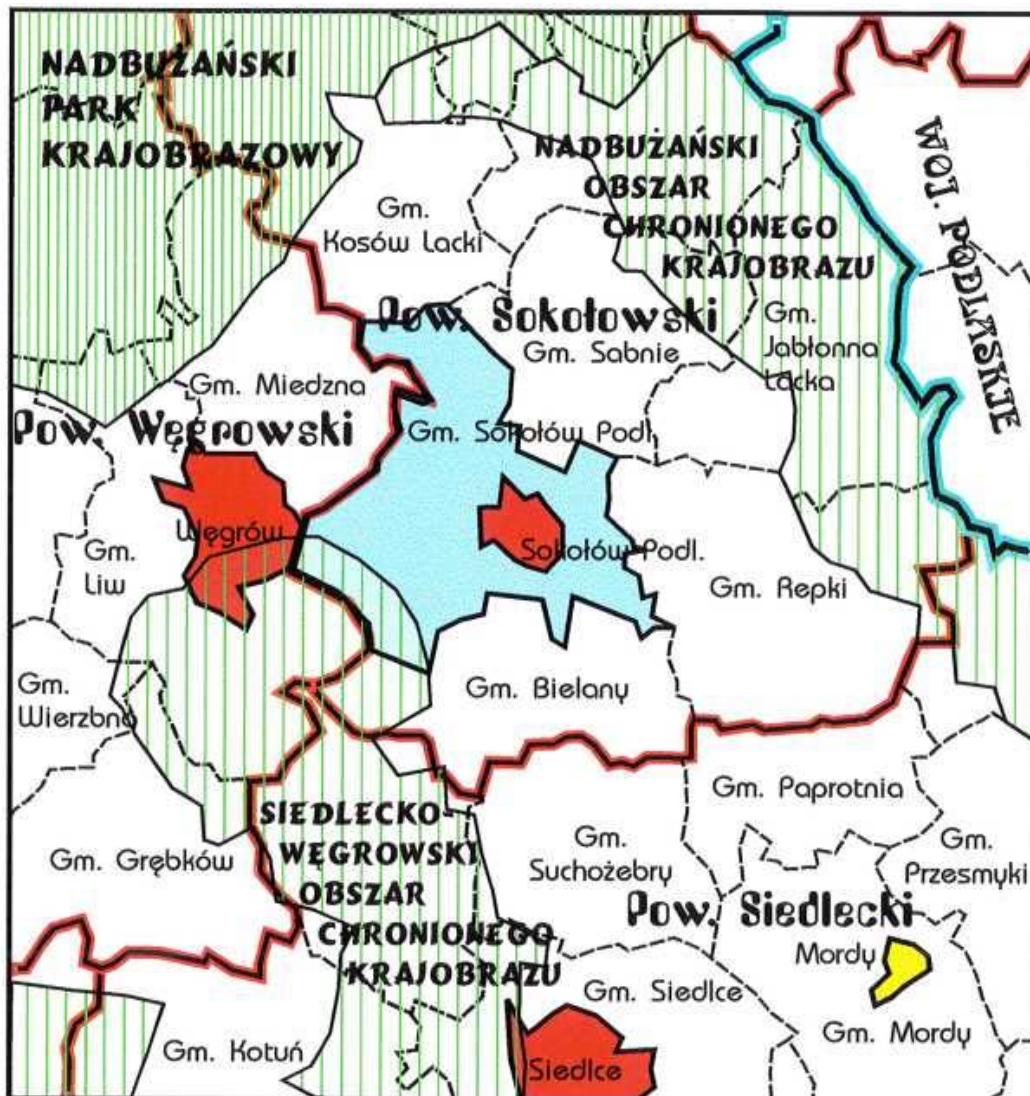 NADBUŻAŃSKI
PARK
KRAJOBRAZOWY
NADBUŻAŃSKI
OBSZAR
CHRONIONEGO
KRAJOBRAZU
WOJ. PODLASKIE
Gm.
Kosów Lacki
Pow. Sokołowski
Gm. Sabnie
Gm.
Jabłonna
Lacka
Gm. Miedzna
Pow. Węgrowski
Gm. Sokołów Podl.
Węgrów
Sokołów Podl.
Gm.
Liw
Gm. Repki
Gm.
Wierzbno
Gm. Bielany
SIEDLECKO-
WĘGROWSKI
OBSZAR
CHRONIONEGO
KRAJOBRAZU
Gm. Paprotnia
Gm. Grębków
Gm.
Suchożebry
Gm.
Przesmyki
Pow. Siedlecki
Mordy
Gm. Siedlce
Gm. Mordy
Gm. Kotuń
Siedlce